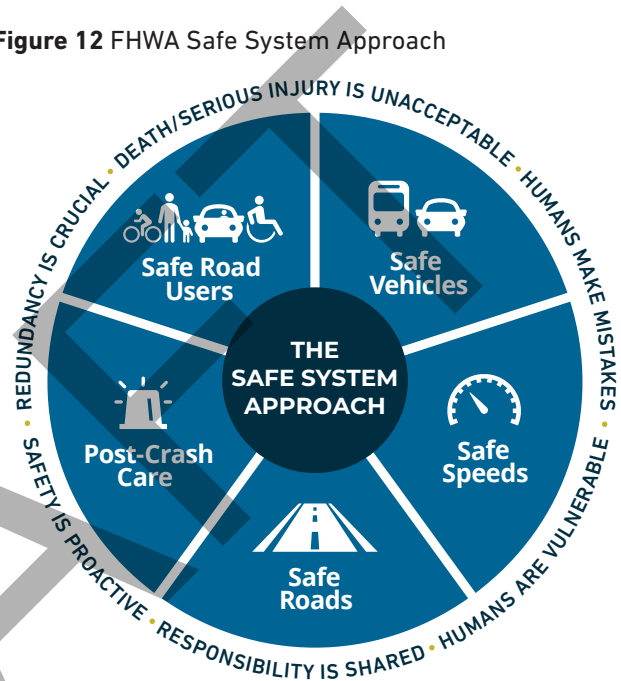 Figure 12 FHWA Safe System Approach
DEATH/SERIOUS INJURY IS UNACCEPTABLE • HUMANS MAKE MISTAKES • HUMANS ARE VULNERABLE • RESPONSIBILITY IS SHARED • SAFETY IS PROACTIVE • REDUNDANCY IS CRUCIAL •
Safe Road
Users
Safe
Vehicles
THE
SAFE SYSTEM
APPROACH
Post-Crash
Care
Safe
Speeds
Safe
Roads